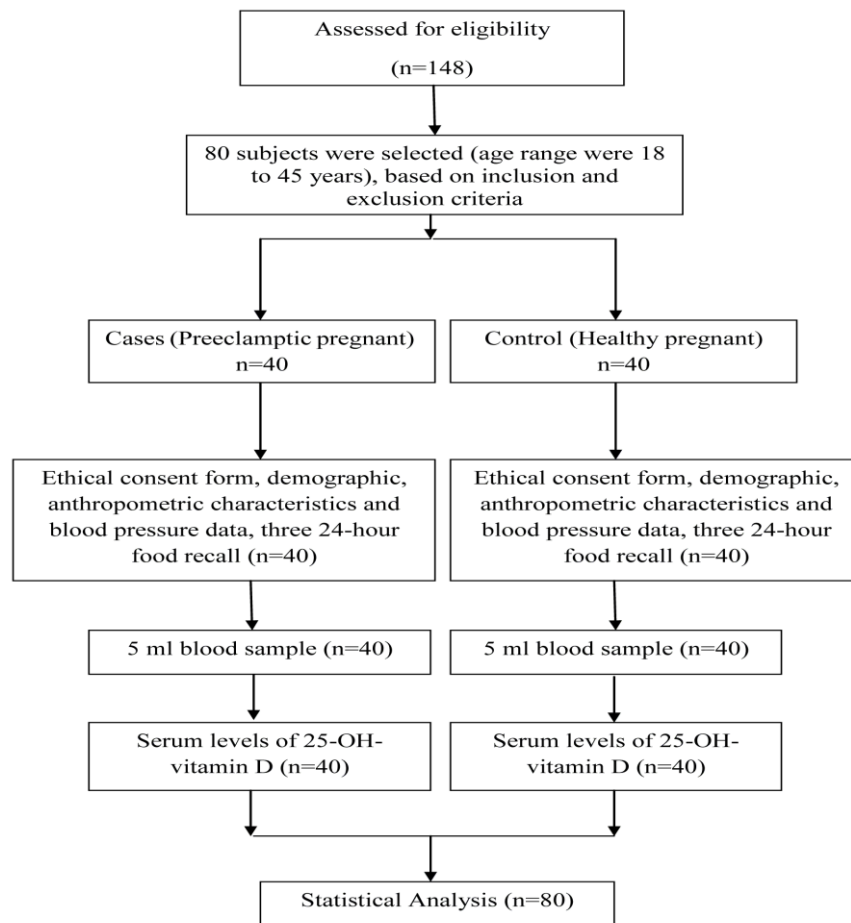 Assessed for eligibility
(n=148)
80 subjects were selected (age range were 18
to 45 years), based on inclusion and
exclusion criteria
Cases (Preeclamptic pregnant)
n=40
Control (Healthy pregnant)
n=40
Ethical consent form, demographic,
anthropometric characteristics and
blood pressure data, three 24-hour
food recall (n=40)
Ethical consent form, demographic,
anthropometric characteristics and
blood pressure data, three 24-hour
food recall (n=40)
5 ml blood sample (n=40)
5 ml blood sample (n=40)
Serum levels of 25-OH-
vitamin D (n=40)
Serum levels of 25-OH-
vitamin D (n=40)
Statistical Analysis (n=80)